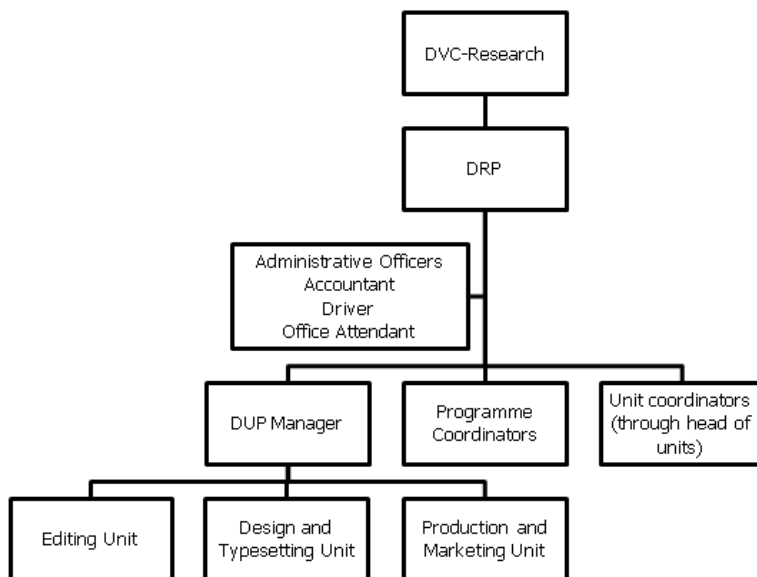 DVC-Research
DRP
Administrative Officers
Accountant
Driver
Office Attendant
DUP Manager
Programme
Coordinators
Unit coordinators
(through head of
units)
Editing Unit
Design and
Typesetting Unit
Production and
Marketing Unit